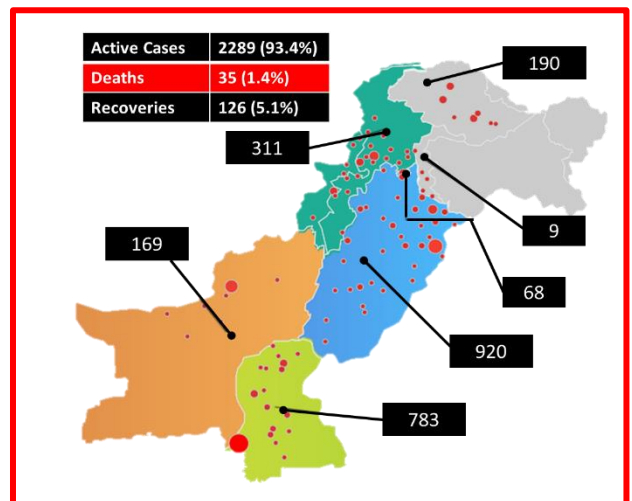 Active Cases 2289 (93.4%)
Deaths 35 (1.4%)
Recoveries 126 (5.1%)
190
311
9
169
68
920
783